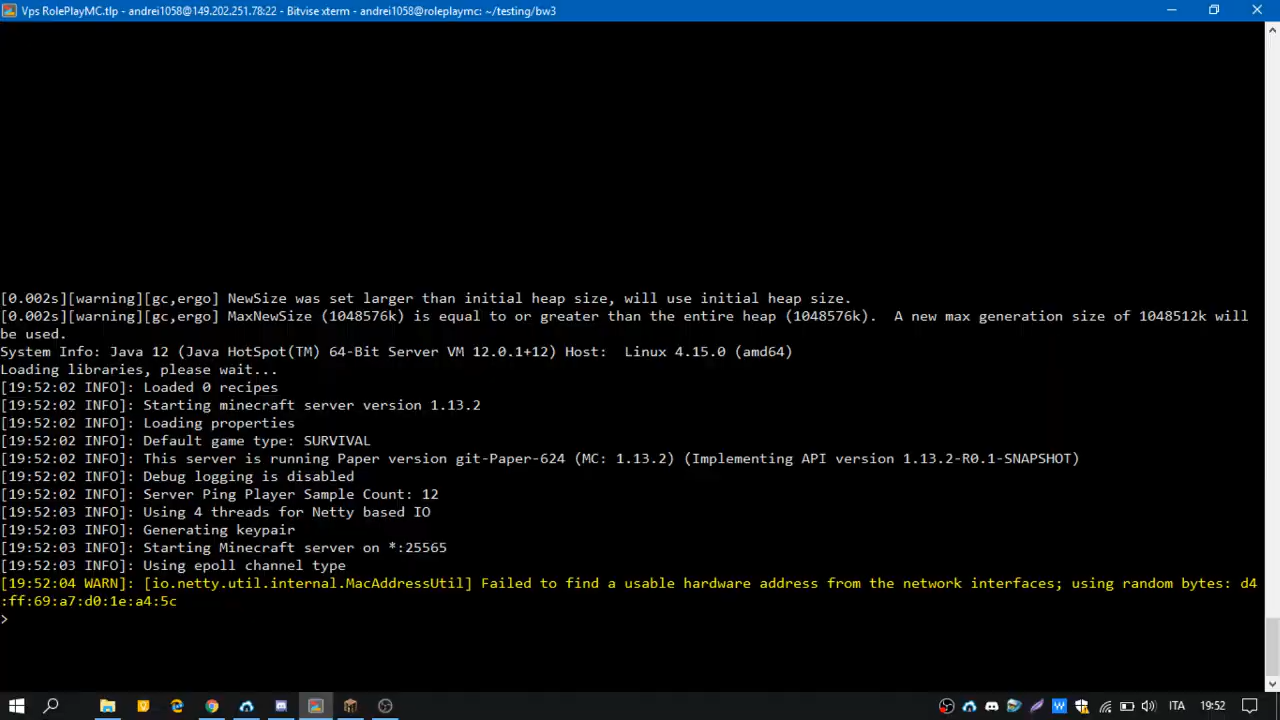 Vps RolePlayMC.tlp - andrei1058@149.202.251.78:22 - Bitvise xterm - andrei1058@roleplaymc: ~/testing/bw3
[0.002s][warning][gc,ergo] NewSize was set larger than initial heap size, will use initial heap size.
[0.002s][warning][gc,ergo] MaxNewSize (1048576k) is equal to or greater than the entire heap (1048576k).  A new max generation size of 1048512k will
be used.
System Info: Java 12 (Java HotSpot(TM) 64-Bit Server VM 12.0.1+12) Host:  Linux 4.15.0 (amd64)
Loading libraries, please wait...
[19:52:02 INFO]: Loaded 0 recipes
[19:52:02 INFO]: Starting minecraft server version 1.13.2
[19:52:02 INFO]: Loading properties
[19:52:02 INFO]: Default game type: SURVIVAL
[19:52:02 INFO]: This server is running Paper version git-Paper-624 (MC: 1.13.2) (Implementing API version 1.13.2-R0.1-SNAPSHOT)
[19:52:02 INFO]: Debug logging is disabled
[19:52:02 INFO]: Server Ping Player Sample Count: 12
[19:52:03 INFO]: Using 4 threads for Netty based IO
[19:52:03 INFO]: Generating keypair
[19:52:03 INFO]: Starting Minecraft server on *:25565
[19:52:03 INFO]: Using epoll channel type
[19:52:04 WARN]: [io.netty.util.internal.MacAddressUtil] Failed to find a usable hardware address from the network interfaces; using random bytes: d4
:ff:69:a7:d0:1e:a4:5c
>
ITA
19:52